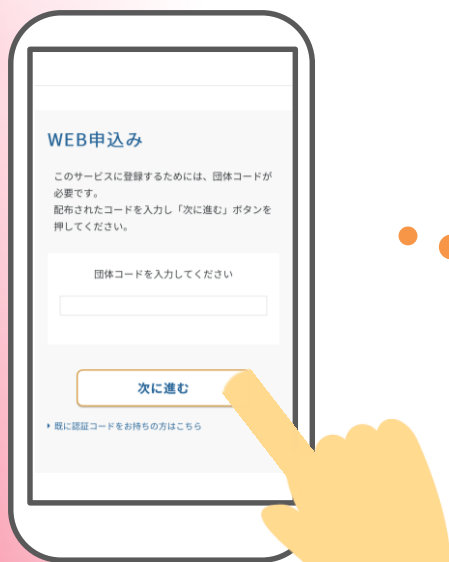 WEB申込み
このサービスに登録するためには、団体コードが
必要です。
配布されたコードを入力し「次に進む」ボタンを
押してください。
団体コードを入力してください
次に進む
既に認証コードをお持ちの方はこちら